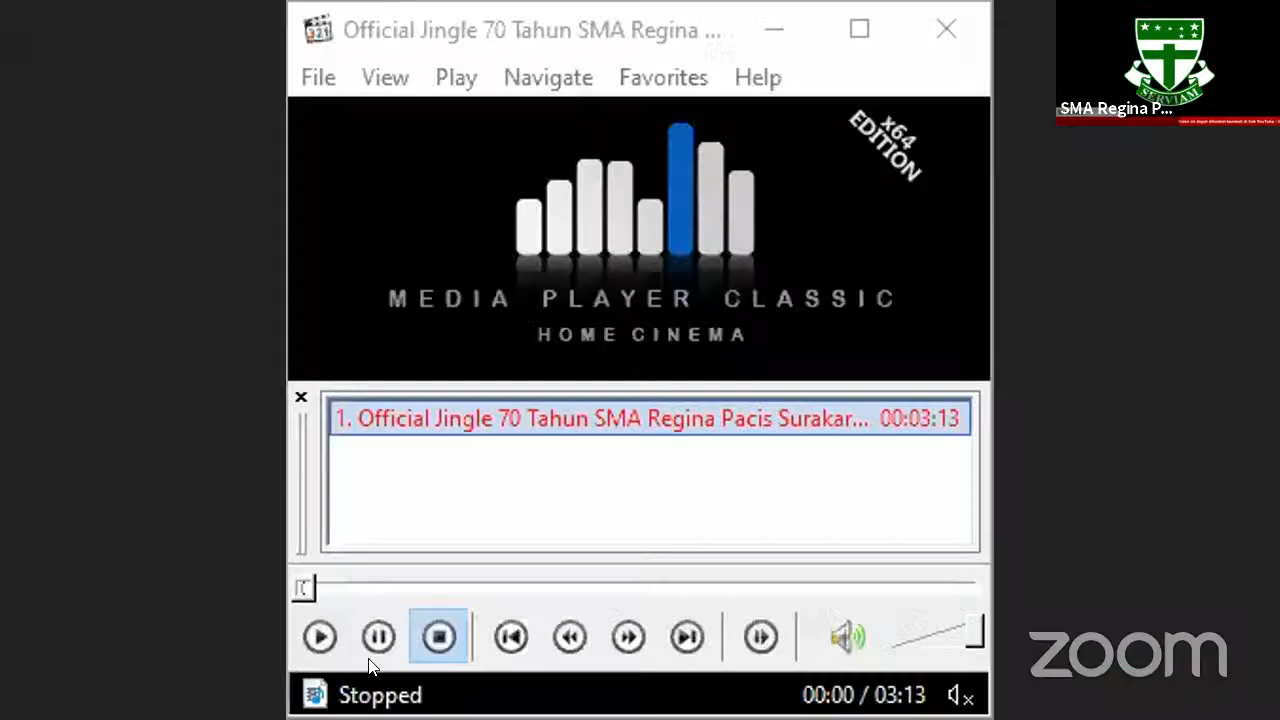 Official Jingle 70 Tahun SMA Regina ...
File View Play Navigate Favorites Help
x64
EDITION
MEDIA PLAYER CLASSIC
HOME CINEMA
1. Official Jingle 70 Tahun SMA Regina Pacis Surakar... 00:03:13
Stopped
00:00 / 03:13
SERVIAM
SMA Regina P...
zoom